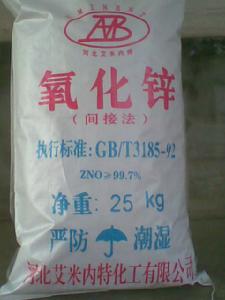 河北艾米内特
氧化锌
(间接法)
执行标准:GB/T3185-92
ZNO≥99.7%
净重:25 kg
严防 潮湿
河北艾米内特化工有限公司